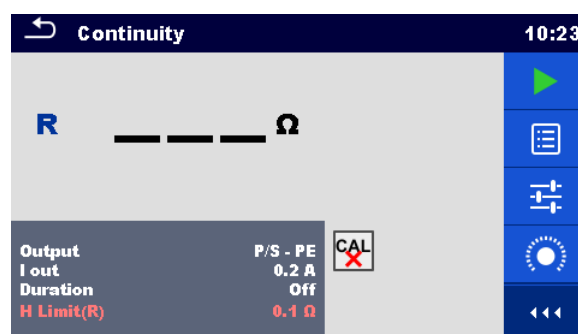 Continuity 10:23
R _ _ _ Ω
Output P/S - PE
I out 0.2 A
Duration Off
H Limit(R) 0.1 Ω
CAL